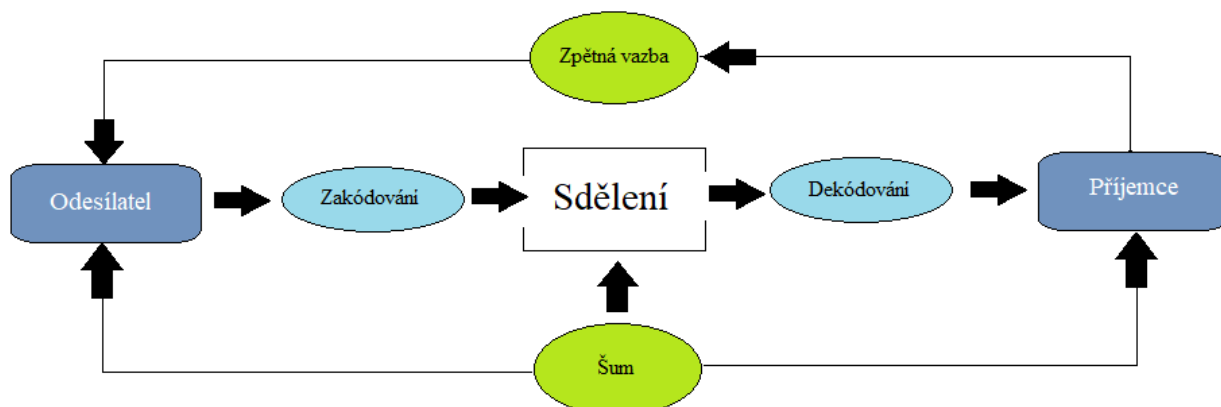 Zpětná vazba
Odesílatel
Zakódování
Sdělení
Dekódování
Příjemce
Šum